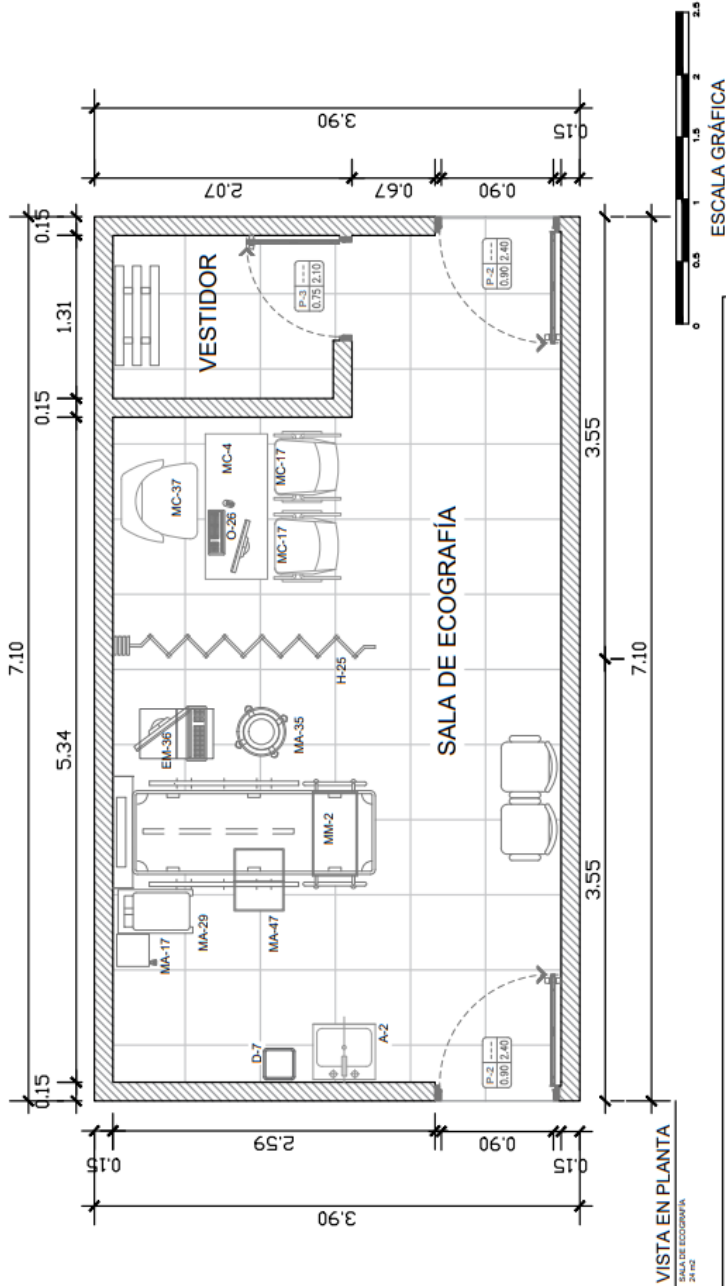 7.10
0.15
5.34
0.15
1.31
0.15
3.90
0.15
2.59
0.90
0.15
3.90
2.07
0.67
0.90
0.15
VESTIDOR
P-3 ---
0.75 2.10
MC-37
MC-4
O-26
MC-17
MC-17
H-25
EM-36
MA-35
MM-2
MA-47
MA-29
MA-17
D-7
A-2
SALA DE ECOGRAFÍA
P-2 ---
0.90 2.40
P-2 ---
0.90 2.40
3.55
3.55
7.10
VISTA EN PLANTA
SALA DE ECOGRAFÍA
24 m2
0
0.5
1
1.5
2
2.5
ESCALA GRÁFICA